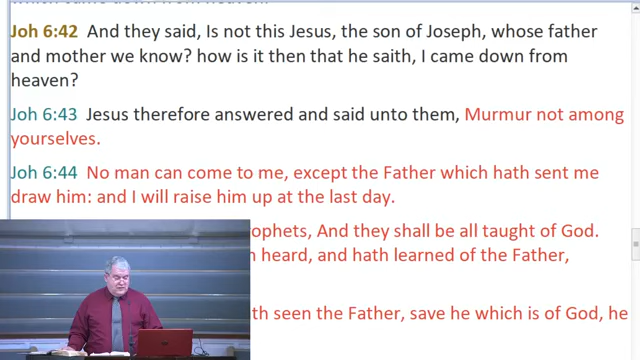 which came down from heaven.
Joh 6:42 And they said, Is not this Jesus, the son of Joseph, whose father
and mother we know? how is it then that he saith, I came down from
heaven?
Joh 6:43 Jesus therefore answered and said unto them, Murmur not among
yourselves.
Joh 6:44 No man can come to me, except the Father which hath sent me
draw him: and I will raise him up at the last day.
ophets, And they shall be all taught of God.
heard, and hath learned of the Father,
th seen the Father, save he which is of God, he